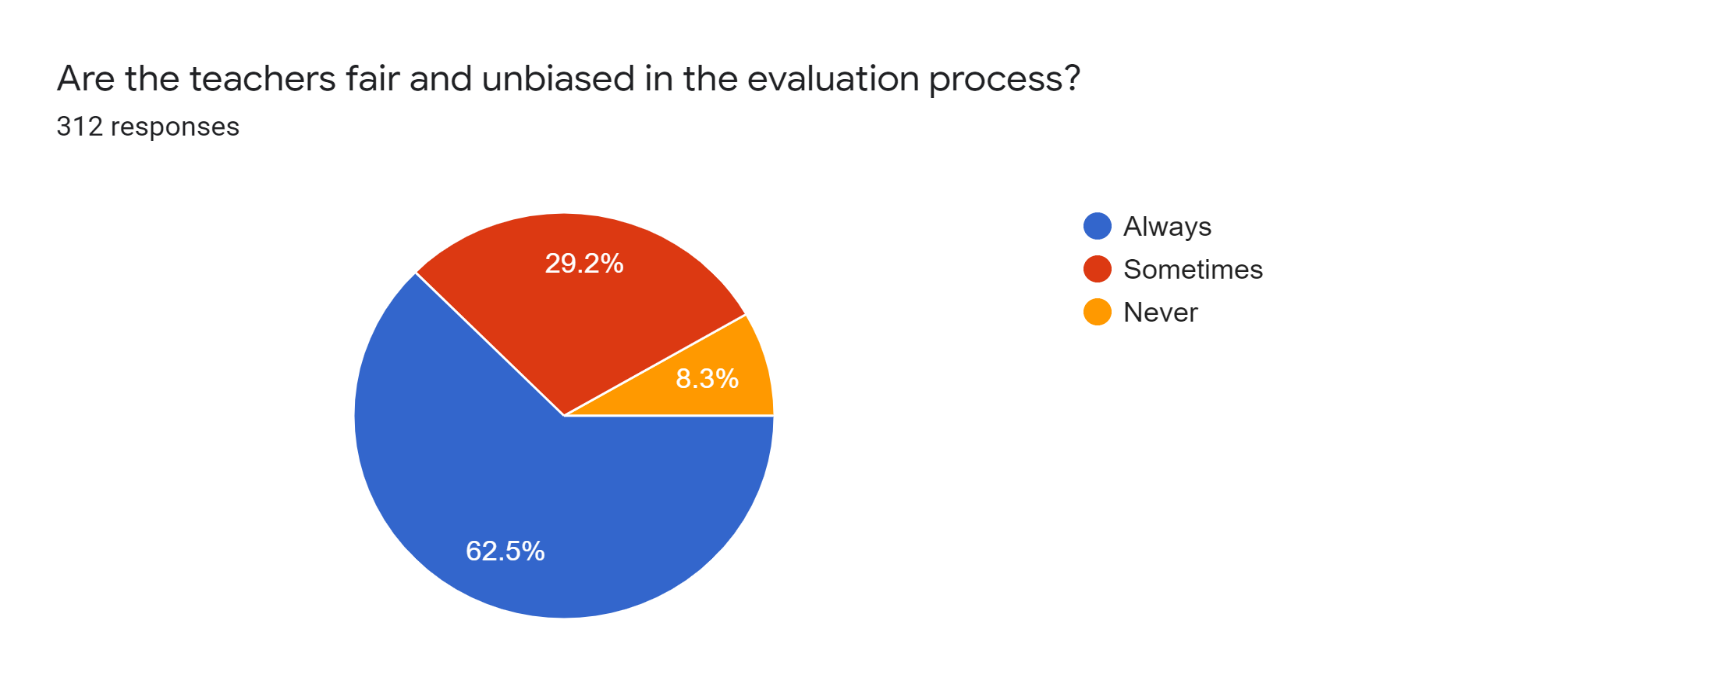 Are the teachers fair and unbiased in the evaluation process?
312 responses
Always
Sometimes
Never
29.2%
8.3%
62.5%